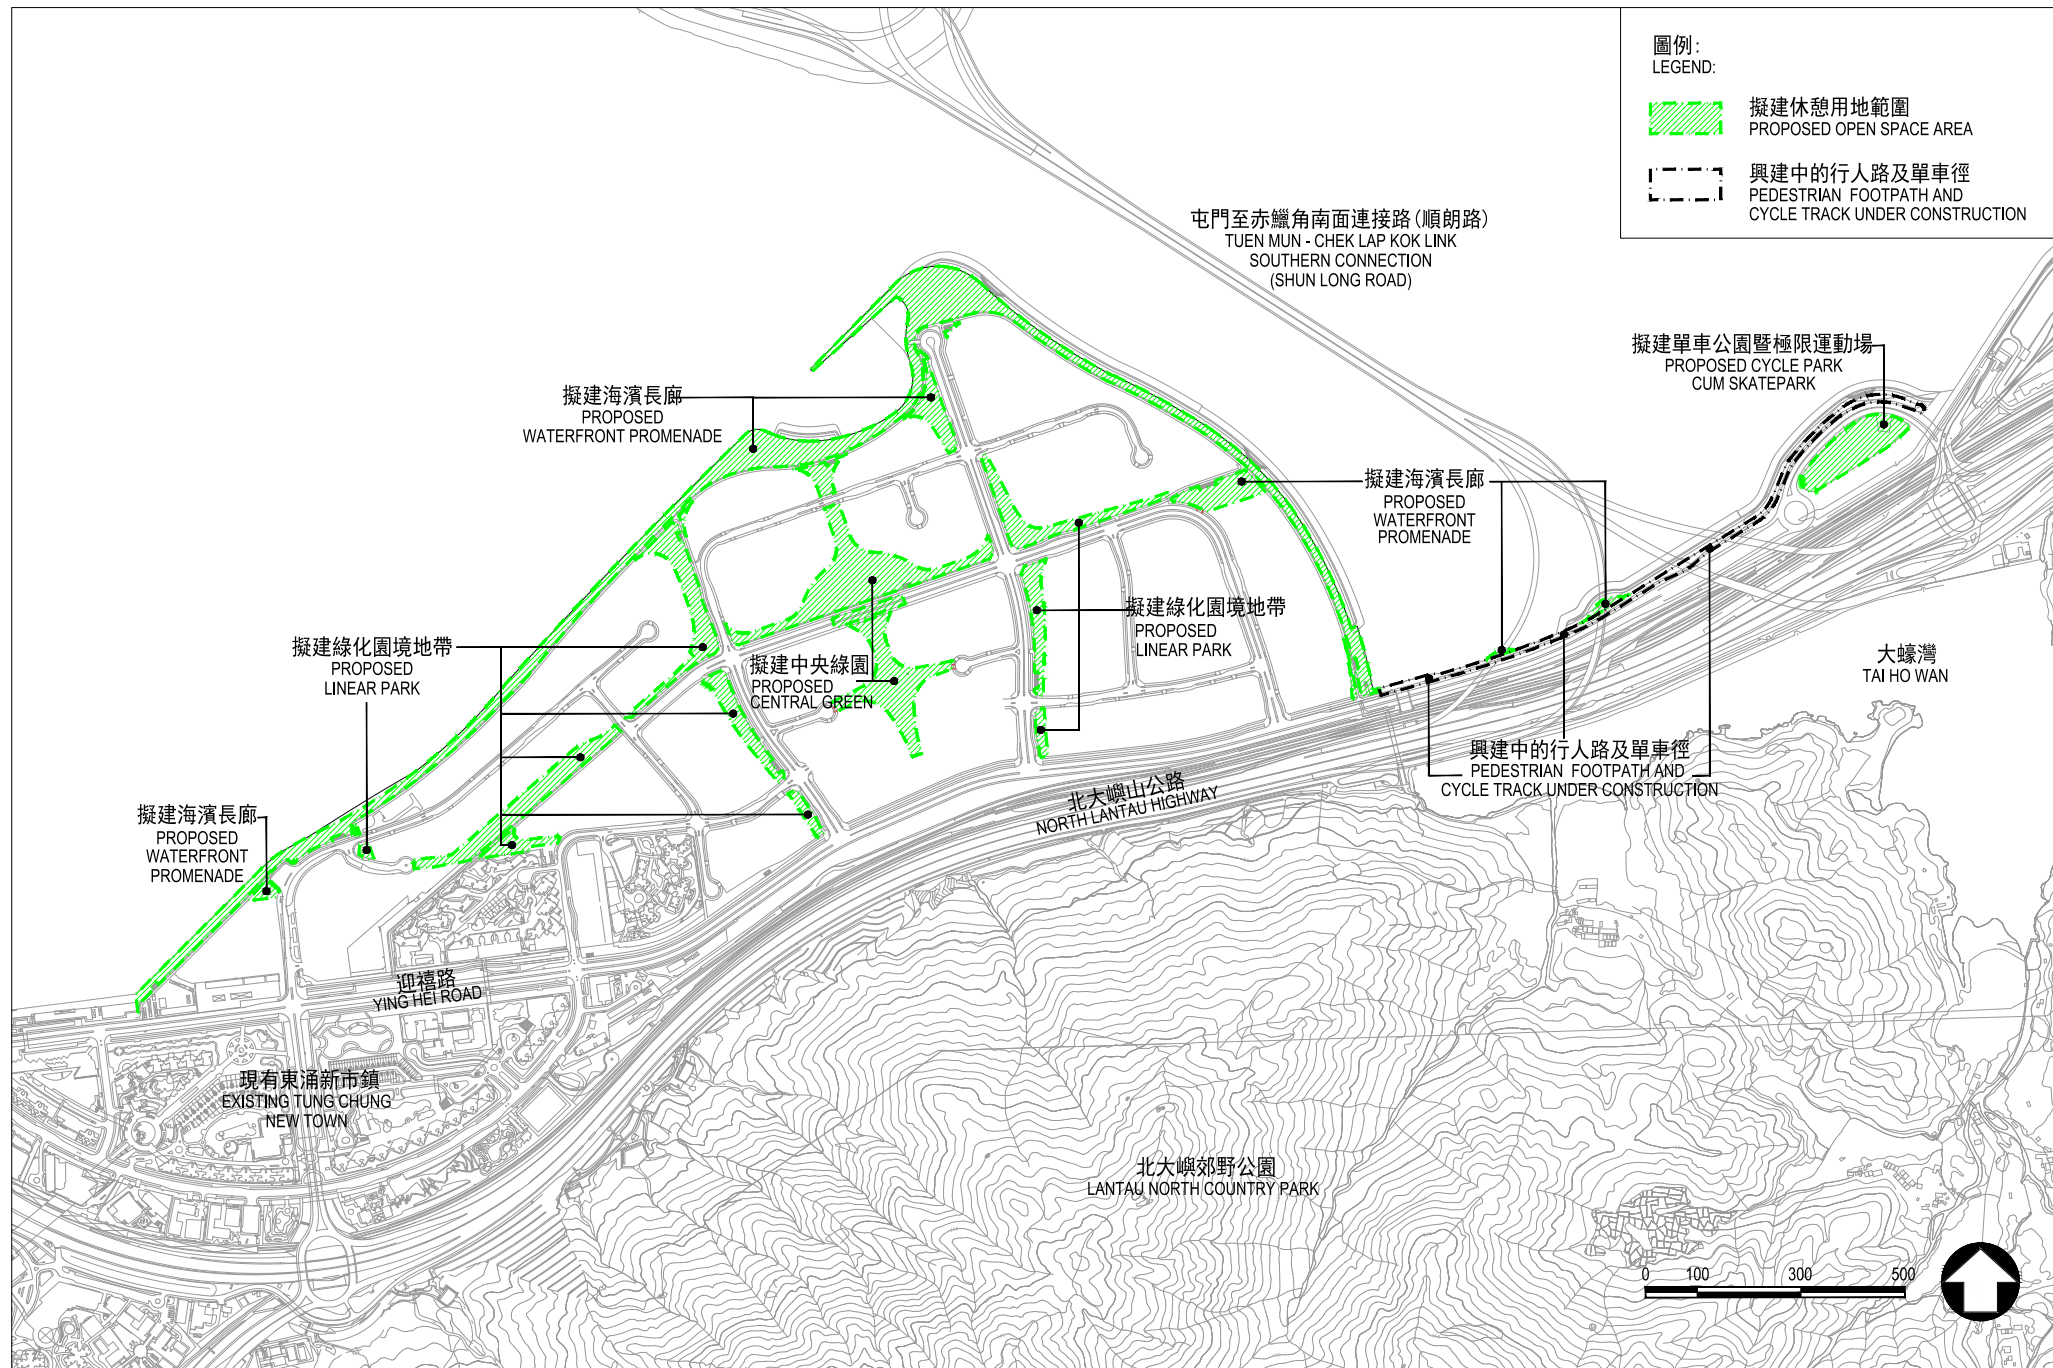 圖例:
LEGEND:
擬建休憩用地範圍
PROPOSED OPEN SPACE AREA
興建中的行人路及單車徑
PEDESTRIAN FOOTPATH AND
CYCLE TRACK UNDER CONSTRUCTION
屯門至赤鱲角南面連接路(順朗路)
TUEN MUN - CHEK LAP KOK LINK
SOUTHERN CONNECTION
(SHUN LONG ROAD)
擬建單車公園暨極限運動場
PROPOSED CYCLE PARK
CUM SKATEPARK
擬建海濱長廊
PROPOSED
WATERFRONT PROMENADE
擬建海濱長廊
PROPOSED
WATERFRONT
PROMENADE
擬建綠化園境地帶
PROPOSED
LINEAR PARK
擬建綠化園境地帶
PROPOSED
LINEAR PARK
擬建中央綠園
PROPOSED
CENTRAL GREEN
大蠔灣
TAI HO WAN
興建中的行人路及單車徑
PEDESTRIAN FOOTPATH AND
CYCLE TRACK UNDER CONSTRUCTION
北大嶼山公路
NORTH LANTAU HIGHWAY
擬建海濱長廊
PROPOSED
WATERFRONT
PROMENADE
迎禧路
YING HEI ROAD
現有東涌新市鎮
EXISTING TUNG CHUNG
NEW TOWN
北大嶼郊野公園
LANTAU NORTH COUNTRY PARK
0 100 300 500